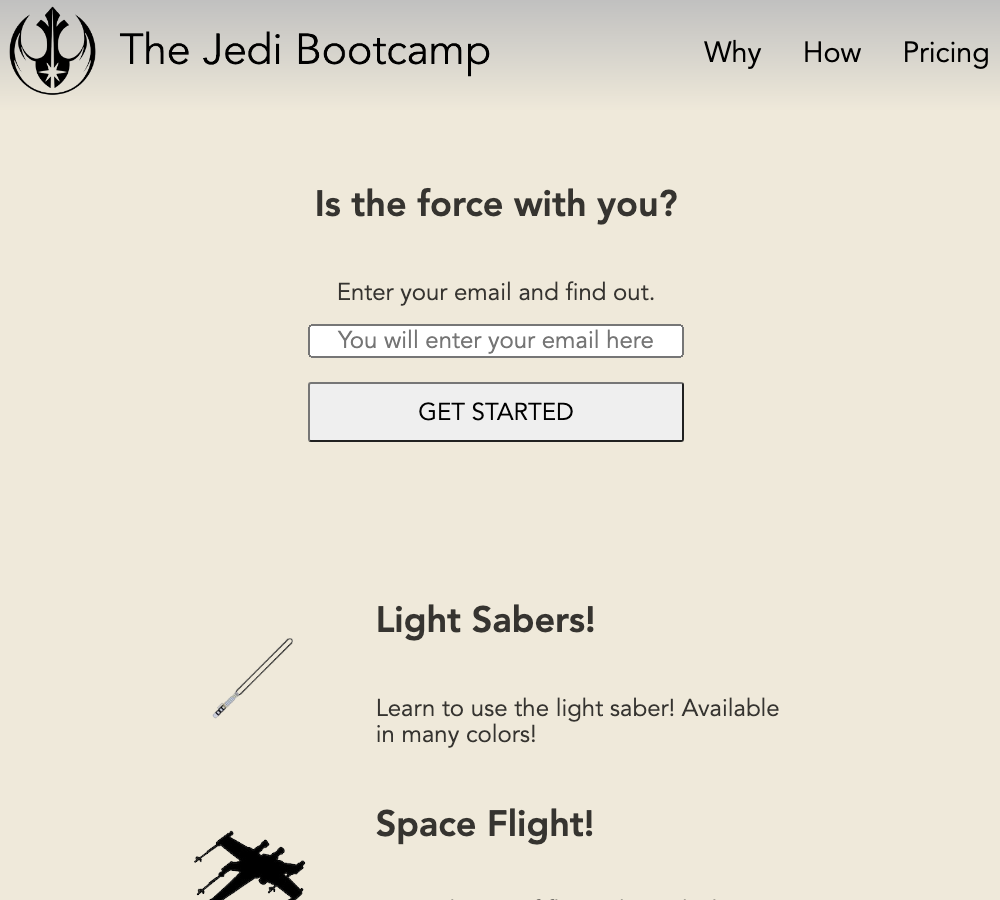 The Jedi Bootcamp
Why How Pricing
Is the force with you?
Enter your email and find out.
You will enter your email here
GET STARTED
Light Sabers!
Learn to use the light saber! Available
in many colors!
Space Flight!